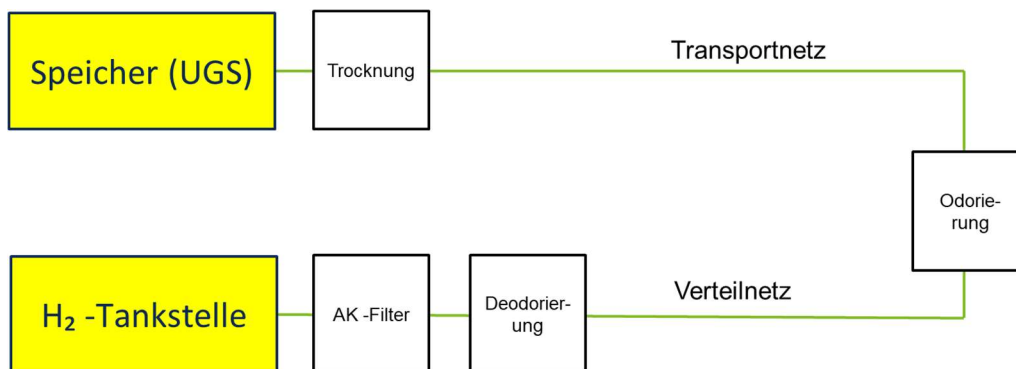 Speicher (UGS)
Trocknung
Transportnetz
Odorie-
rung
H₂ -Tankstelle
AK -Filter
Deodorier-
ung
Verteilnetz